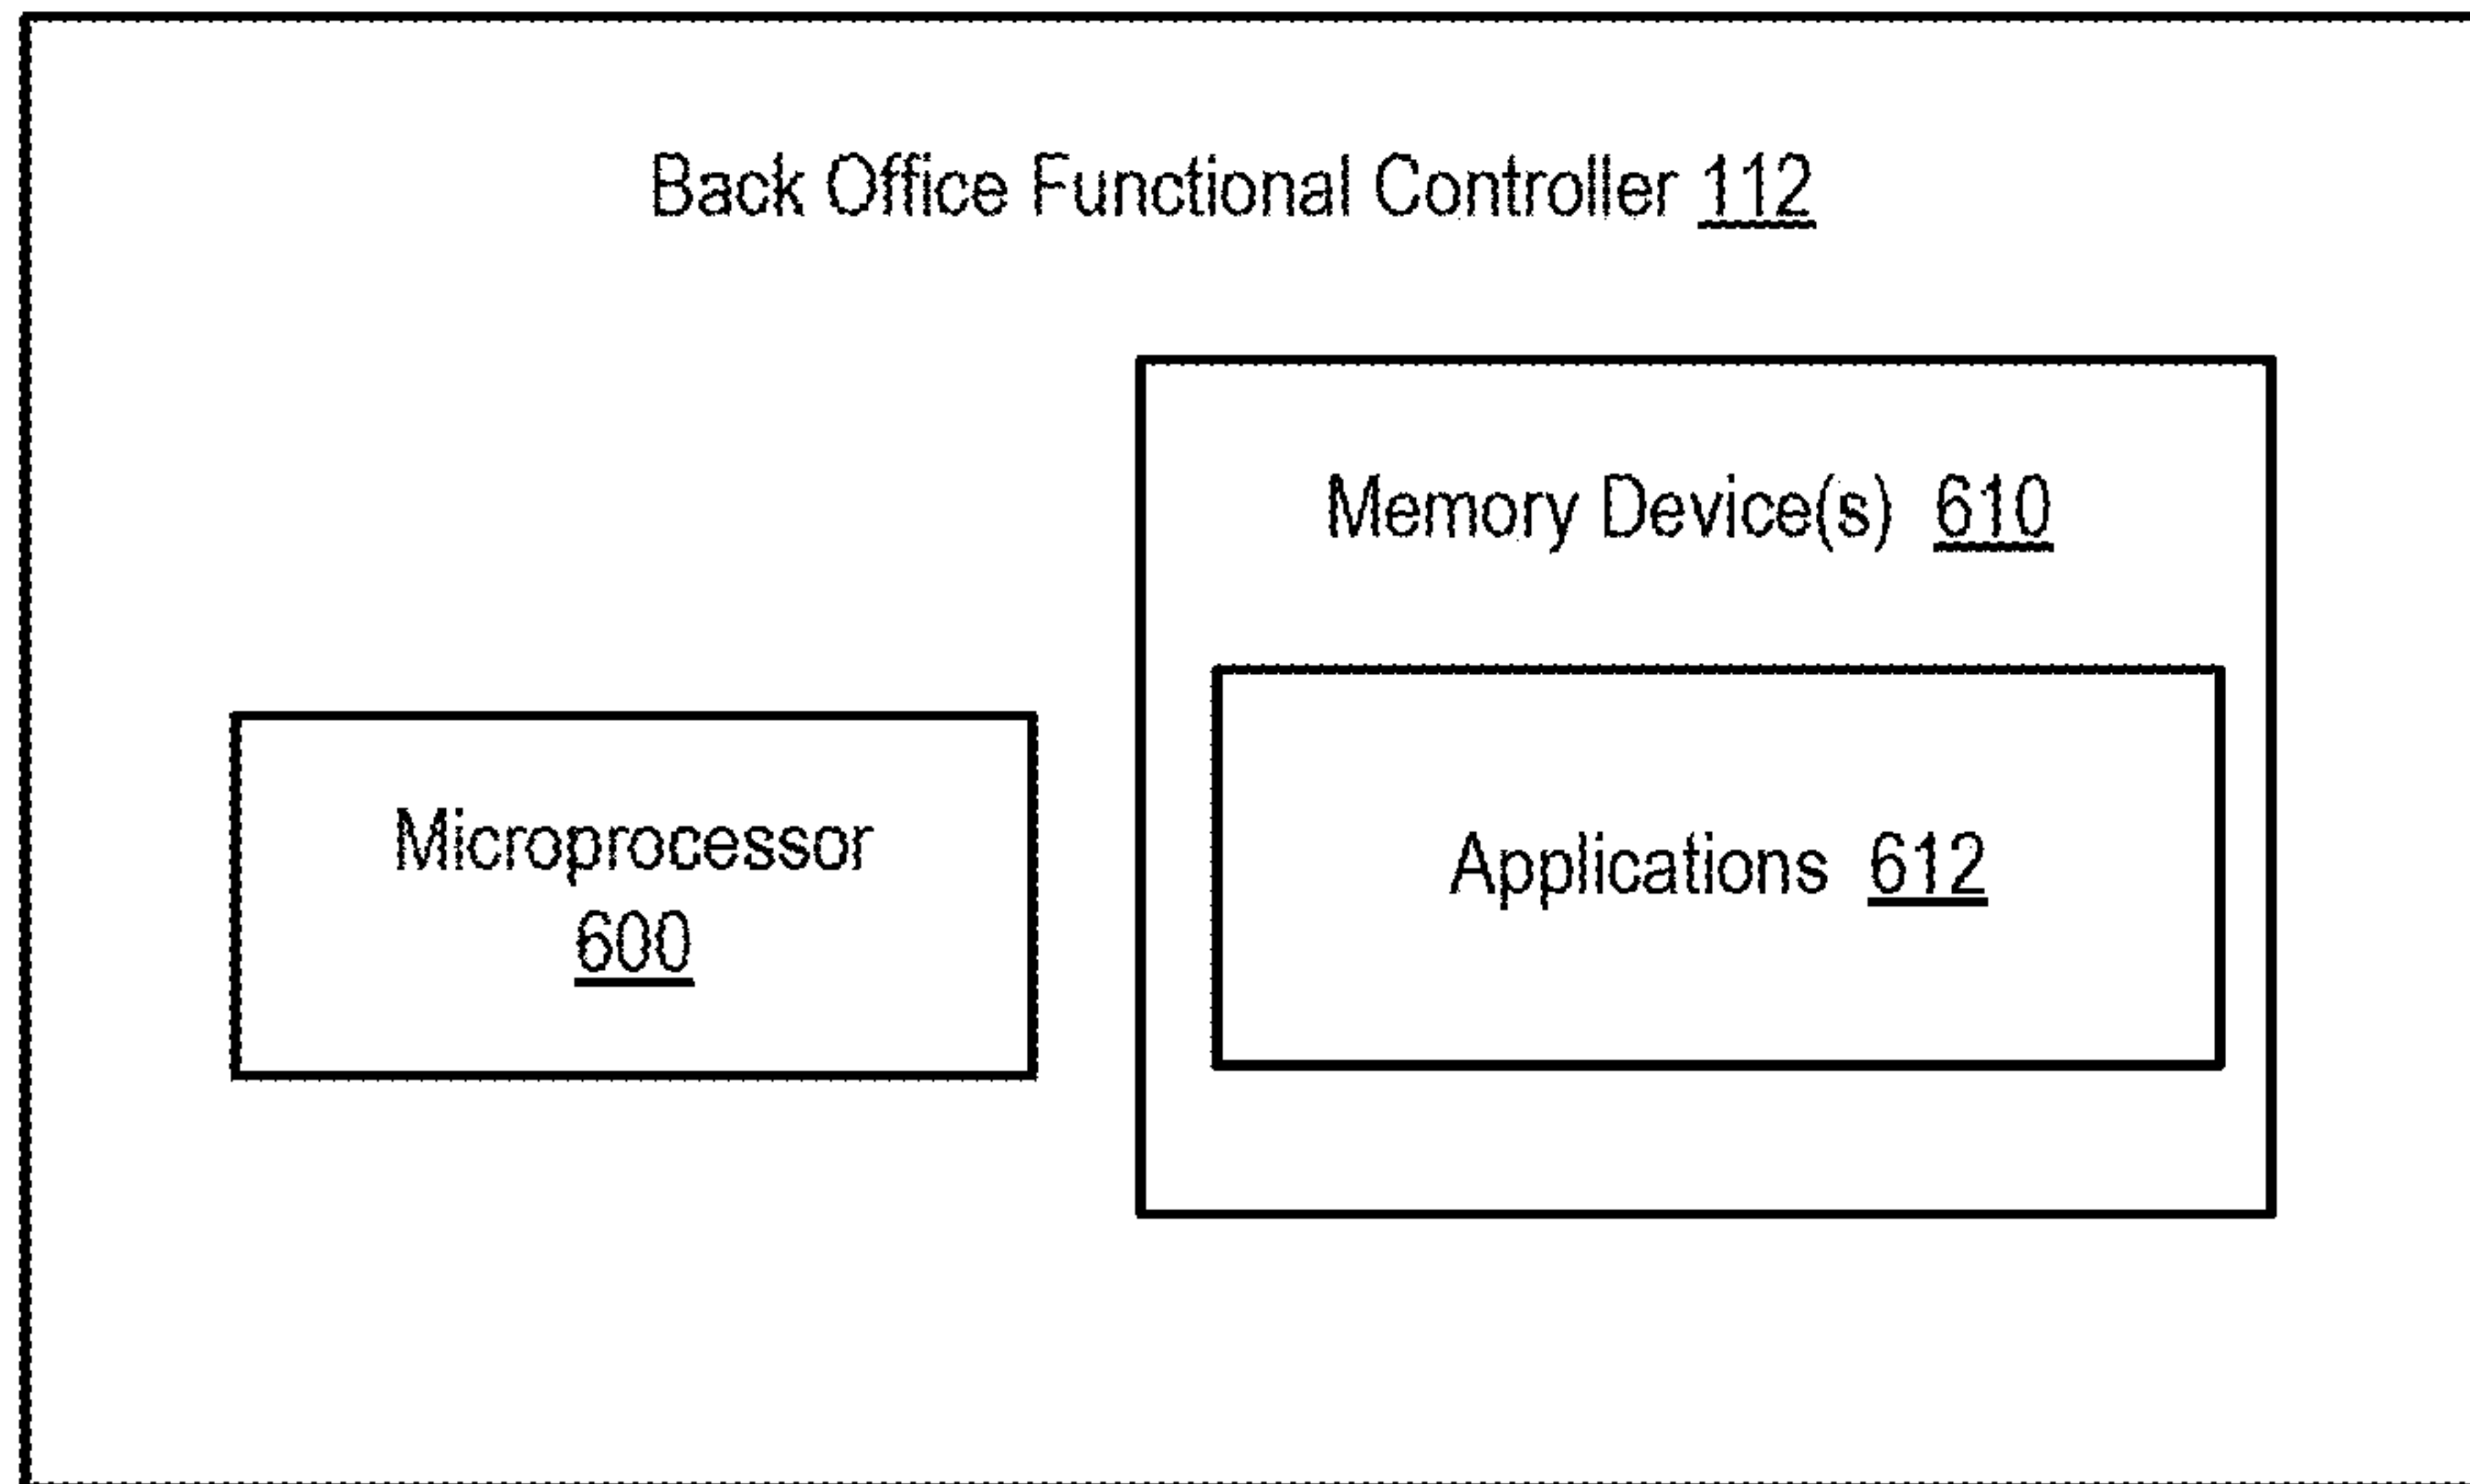 Back Office Functional Controller 112
Memory Device(s) 610
Microprocessor
600
Applications 612